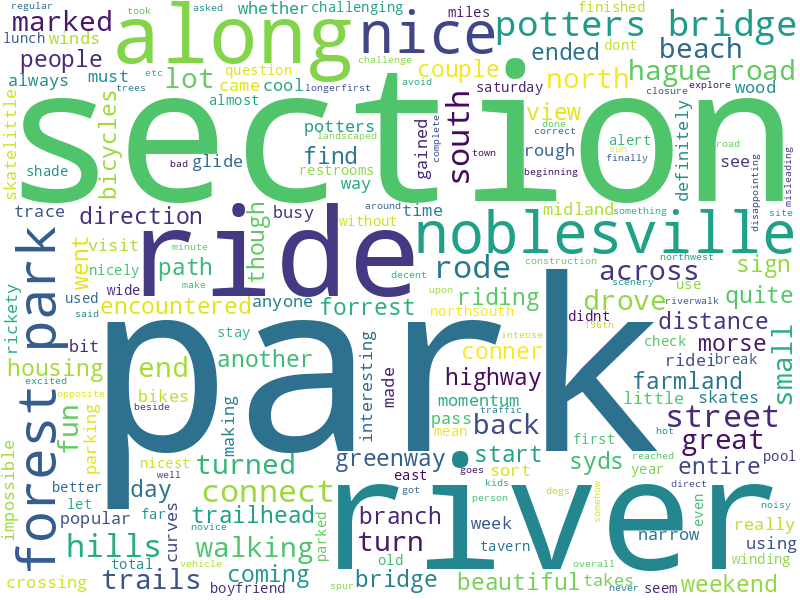 regular
took
asked
whether
challenging
finished
lunch
winds
marked
along
nice
miles
potters bridge
dont
people
challenge
couple
ended
beach
always
must
lot
question
came
cool
longerfirst
avoid
north
hague road
etc
trees
almost
saturday
explore
closure
wood
section
skatelittle
bicycles
potters
landscaped
gained
complete
south
view
done
correct
alert
definitely
road
shade
bad
glide
find
restrooms
way
town
rough
beginning
sun
finally
see
disappointing
misleading
trace
direction
busy
though
around
time
without
midland
something
site
ride
noblesville
forest park
went
visit
nicely
path
minute
make
decent
rode
construction
scenery
northwest
across
sign
rickety
used
said
wide
encountered
anyone
forrest
upon
riding
riverwalk
drove
use
quite
northsouth
didnt
stay
intense
196th
distance
small
park
bit
housing
excited
end
another
interesting
made
conner
check
morse
ridei
break
opposite
bikes
highway
skates
farmland
fun
parking
beside
making
momentum
traffic
little
pass
mean
back
street
first
hot
great
impossible
nicest
well
greenway
start
sort
goes
syds
reached
year
entire
pool
turned
east
better
day
connect
river
got
kids
dogs
somehow
direct
even
noisy
let
popular
far
curves
novice
trailhead
parked
branch
week
person
narrow
really
using
hills
walking
turn
tavern
old
winding
total
coming
bridge
overall
crossing
trails
vehicle
boyfriend
spur
beautiful
takes
never
seem
weekend